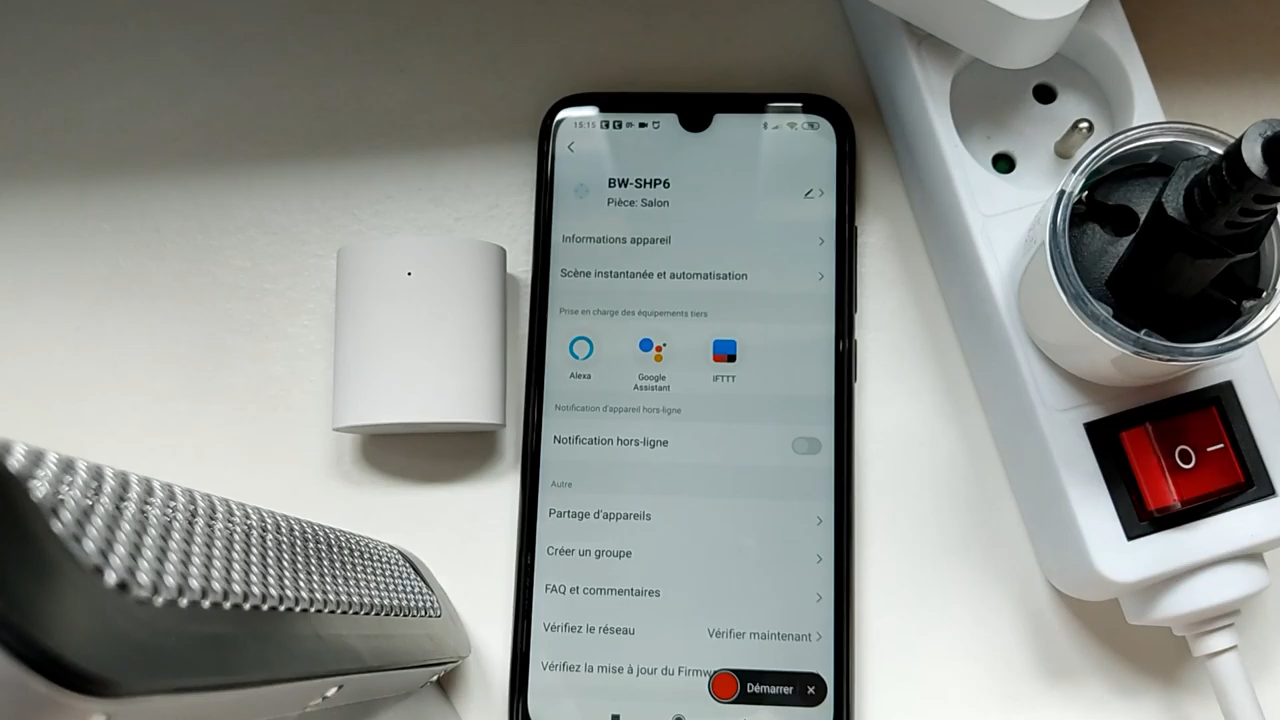 15:15
BW-SHP6
Pièce: Salon
Informations appareil
Scène instantanée et automatisation
Prise en charge des équipements tiers
Alexa
Google
Assistant
IFTTT
Notification d'appareil hors-ligne
Notification hors-ligne
Autre
Partage d'appareils
Créer un groupe
FAQ et commentaires
Vérifiez le réseau Vérifier maintenant
Vérifiez la mise à jour du Firmw
Démarrer